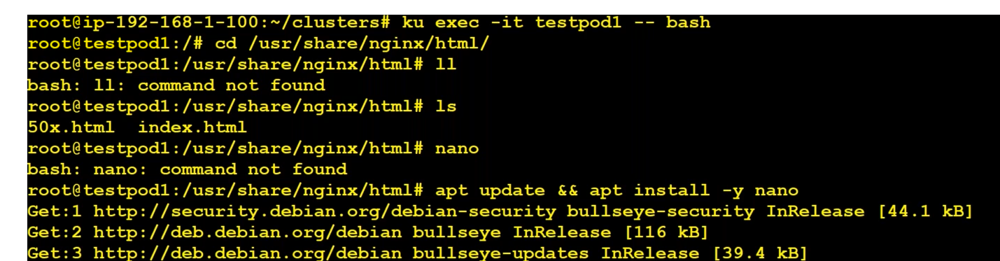 root@ip-192-168-1-100:~/clusters# ku exec -it testpod1 -- bash
root@testpod1:/# cd /usr/share/nginx/html/
root@testpod1:/usr/share/nginx/html# ll
bash: ll: command not found
root@testpod1:/usr/share/nginx/html# ls
50x.html  index.html
root@testpod1:/usr/share/nginx/html# nano
bash: nano: command not found
root@testpod1:/usr/share/nginx/html# apt update && apt install -y nano
Get:1 http://security.debian.org/debian-security bullseye-security InRelease [44.1 kB]
Get:2 http://deb.debian.org/debian bullseye InRelease [116 kB]
Get:3 http://deb.debian.org/debian bullseye-updates InRelease [39.4 kB]